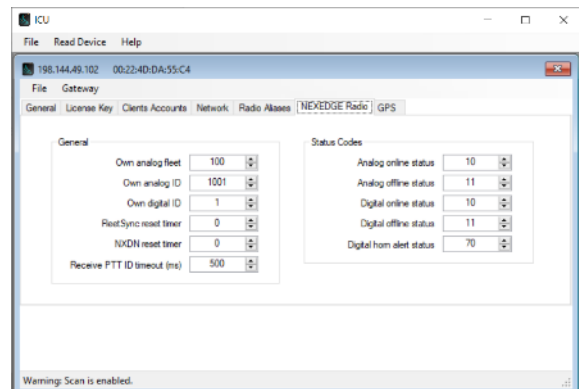 ICU
File Read Device Help
198.144.49.102 00:22:4D:DA:55:C4
File Gateway
General License Key Clients Accounts Network Radio Aliases NEXEDGE Radio GPS
General
Own analog fleet 100
Own analog ID 1001
Own digital ID 1
FleetSync reset timer 0
NXDN reset timer 0
Receive PTT ID timeout (ms) 500
Status Codes
Analog online status 10
Analog offline status 11
Digital online status 10
Digital offline status 11
Digital horn alert status 70
Warning: Scan is enabled.